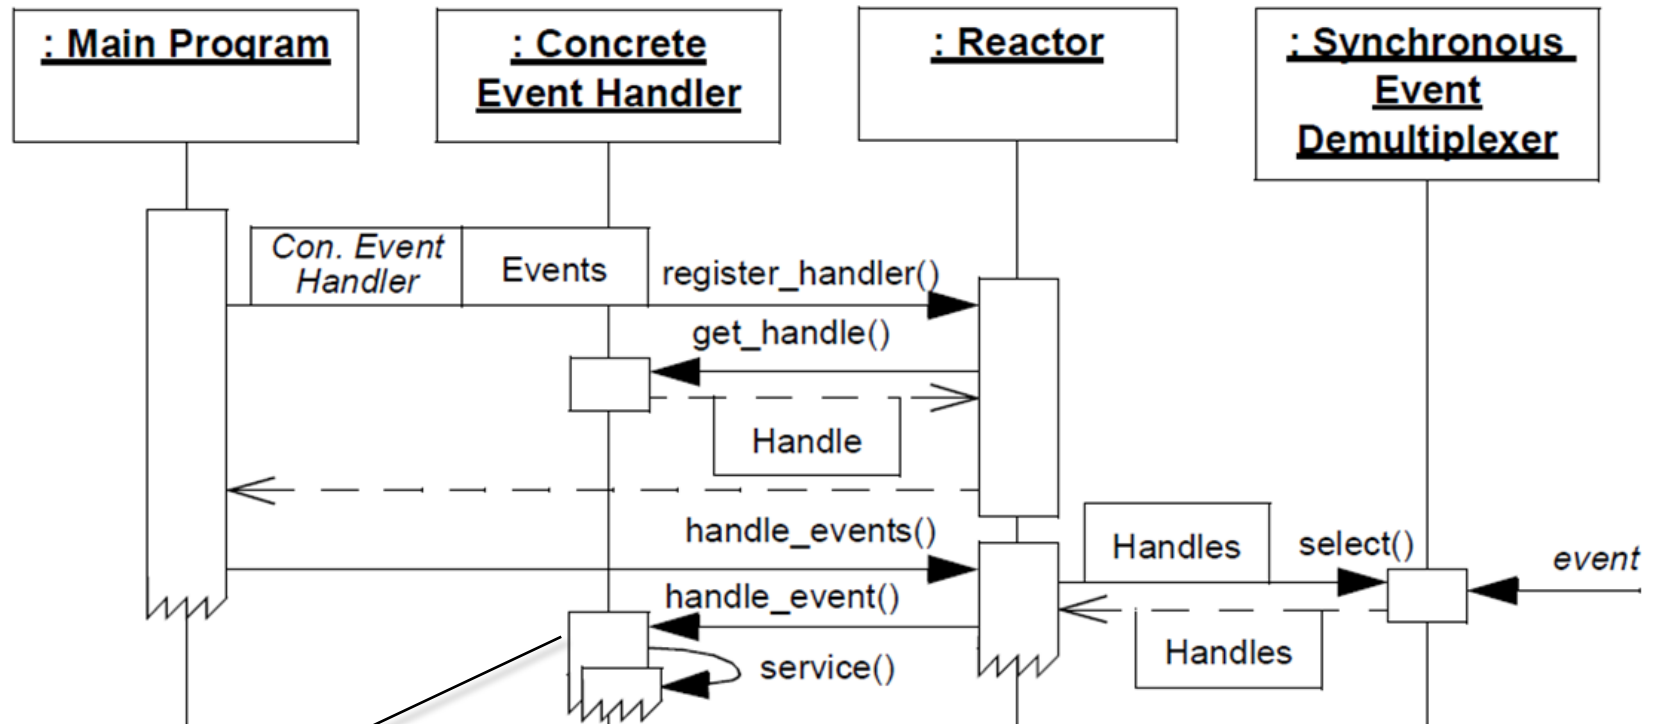 : Main Program
: Concrete
Event Handler
: Reactor
: Synchronous
Event
Demultiplexer
Con. Event
Handler
Events
register_handler()
get_handle()
Handle
handle_events()
Handles
select()
event
handle_event()
Handles
service()